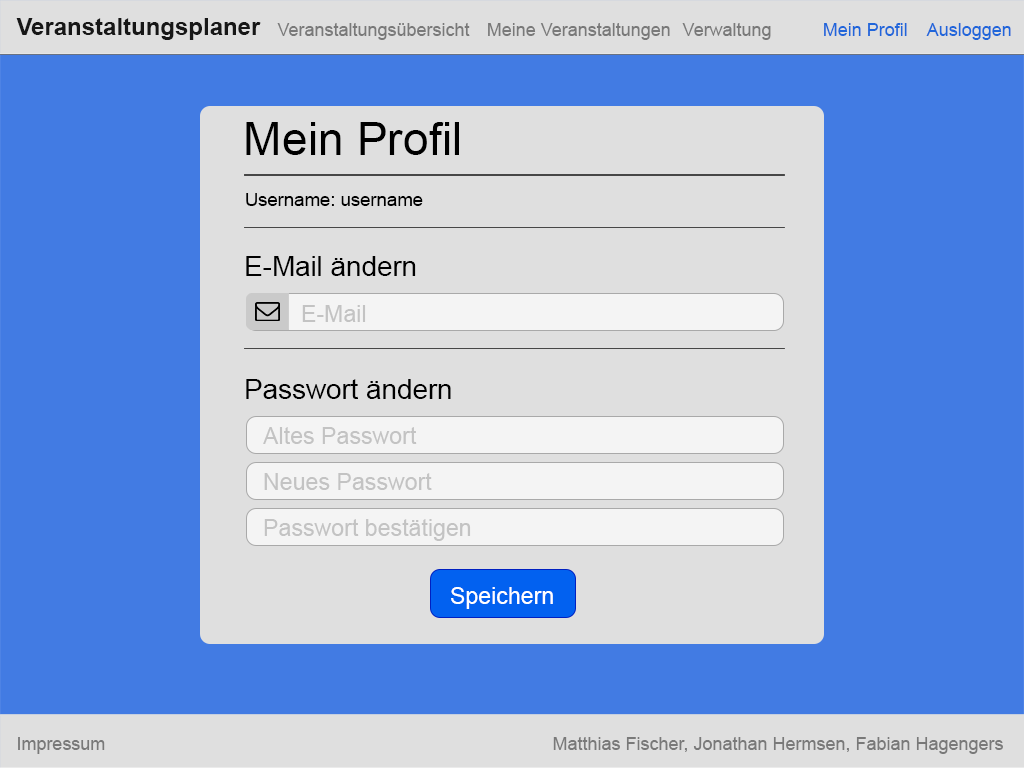 Veranstaltungsplaner Veranstaltungsübersicht Meine Veranstaltungen Verwaltung Mein Profil Ausloggen
Mein Profil
Username: username
E-Mail ändern
E-Mail
Passwort ändern
Altes Passwort
Neues Passwort
Passwort bestätigen
Speichern
Impressum Matthias Fischer, Jonathan Hermsen, Fabian Hagengers